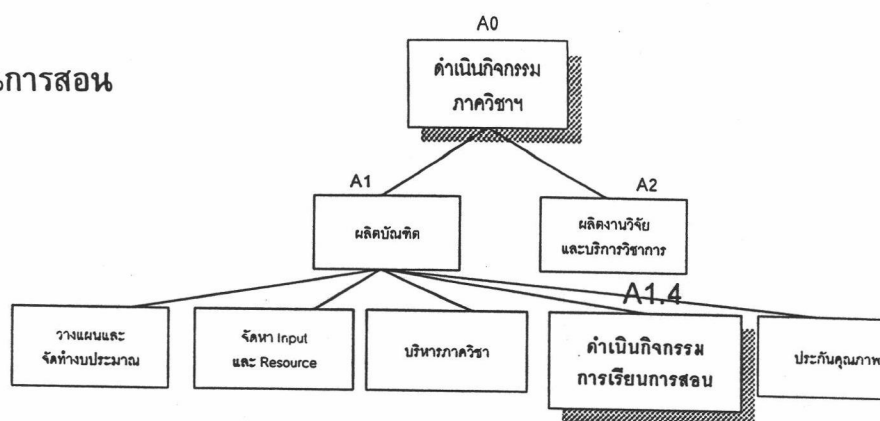 A0
ดำเนินกิจกรรม
ภาควิชาฯ
การสอน
A1
ผลิตบัณฑิต
A2
ผลิตงานวิจัย
และบริการวิชาการ
A1.4
วางแผนและ
จัดทำงบประมาณ
จัดหา Input
และ Resource
บริหารภาควิชา
ดำเนินกิจกรรม
การเรียนการสอน
ประกันคุณภาพ